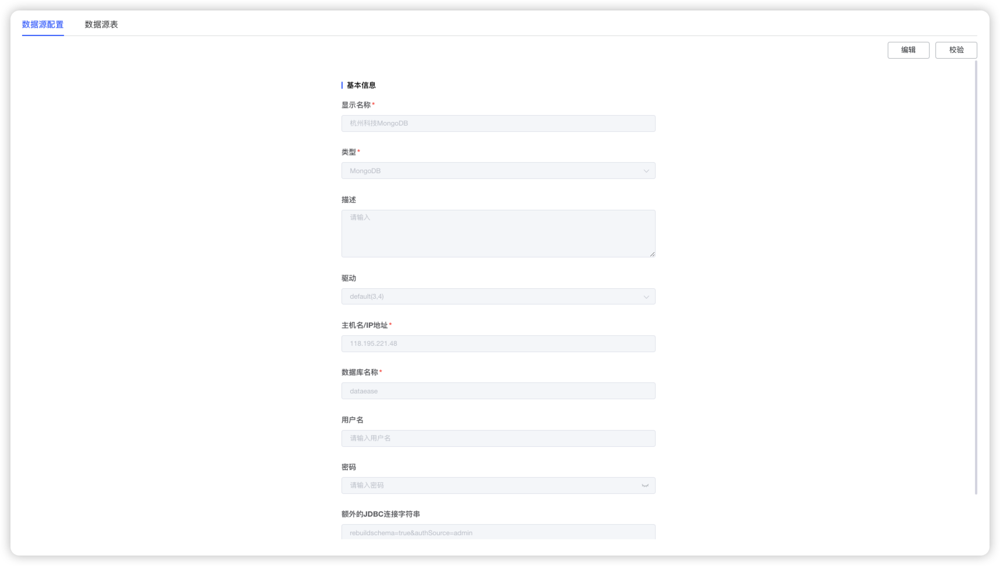 数据源配置 数据源表
编辑 校验
基本信息
显示名称*
杭州科技MongoDB
类型*
MongoDB
描述
请输入
驱动
default(3,4)
主机名/IP地址*
118.195.221.48
数据库名称*
dataease
用户名
请输入用户名
密码
请输入密码
额外的JDBC连接字符串
rebuildschema=true&authSource=admin